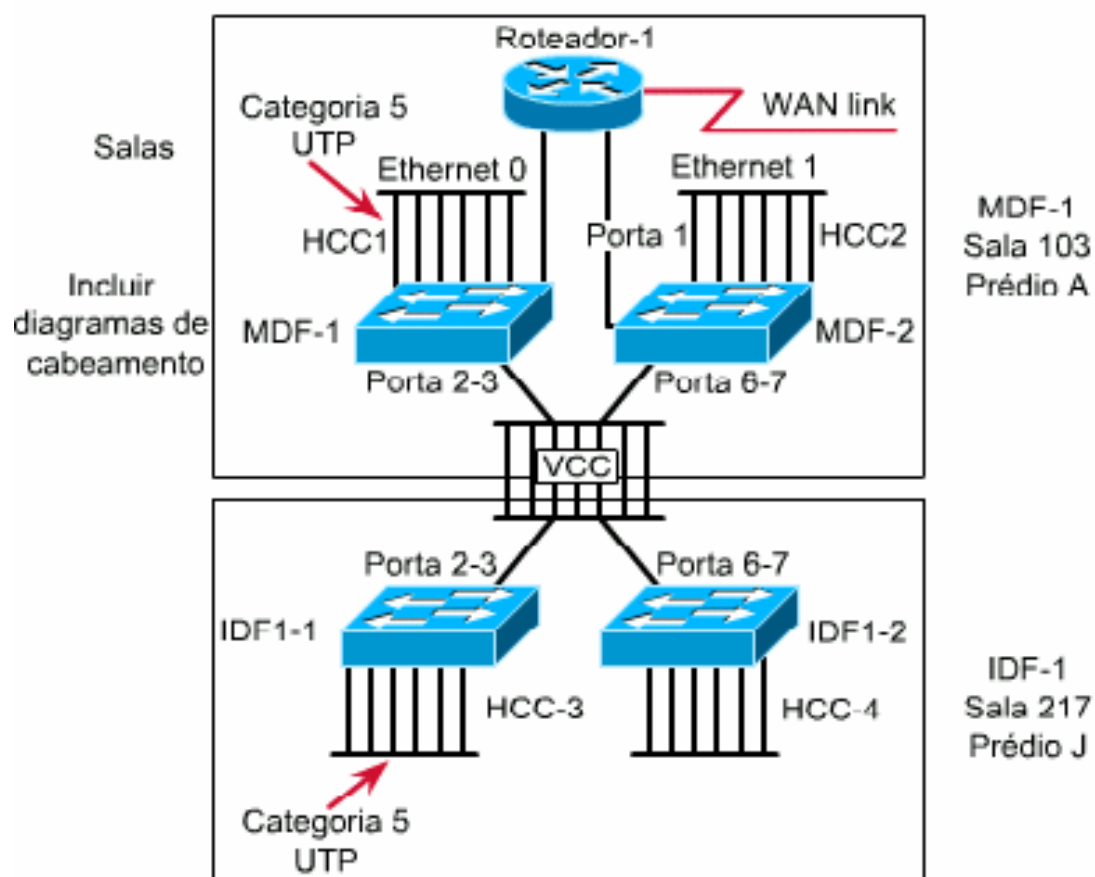 Roteador-1
Categoria 5
UTP
WAN link
Salas
Ethernet 0
Ethernet 1
HCC1
Porta 1
HCC2
MDF-1
Sala 103
Prédio A
Incluir
diagramas de
cabeamento
MDF-1
MDF-2
Porta 2-3
Porta 6-7
VCC
Porta 2-3
Porta 6-7
IDF1-1
IDF1-2
HCC-3
HCC-4
IDF-1
Sala 217
Prédio J
Categoria 5
UTP